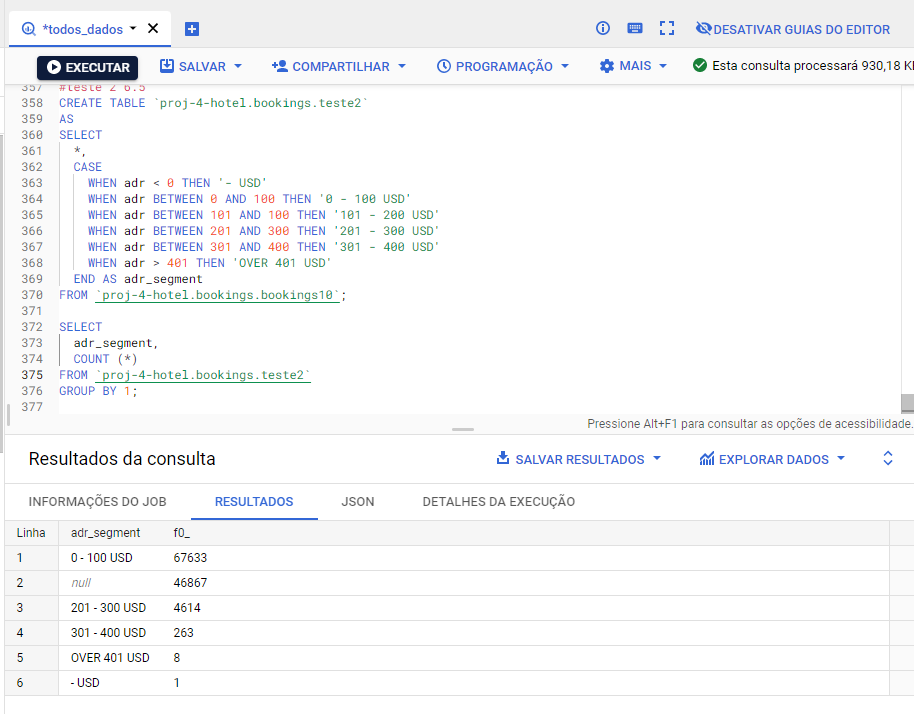 *todos_dados
DESATIVAR GUIAS DO EDITOR
EXECUTAR SALVAR COMPARTILHAR PROGRAMAÇÃO MAIS Esta consulta processará 930,18 KI
357 #teste 2 6.5
358 CREATE TABLE `proj-4-hotel.bookings.teste2`
359 AS
360 SELECT
361 *,
362 CASE
363 WHEN adr < 0 THEN '- USD'
364 WHEN adr BETWEEN 0 AND 100 THEN '0 - 100 USD'
365 WHEN adr BETWEEN 101 AND 100 THEN '101 - 200 USD'
366 WHEN adr BETWEEN 201 AND 300 THEN '201 - 300 USD'
367 WHEN adr BETWEEN 301 AND 400 THEN '301 - 400 USD'
368 WHEN adr > 401 THEN 'OVER 401 USD'
369 END AS adr_segment
370 FROM `proj-4-hotel.bookings.bookings10`;
371
372 SELECT
373 adr_segment,
374 COUNT (*)
375 FROM `proj-4-hotel.bookings.teste2`
376 GROUP BY 1;
377
Pressione Alt+F1 para consultar as opções de acessibilidade.
Resultados da consulta SALVAR RESULTADOS EXPLORAR DADOS
INFORMAÇÕES DO JOB RESULTADOS JSON DETALHES DA EXECUÇÃO
Linha adr_segment f0_
1 0 - 100 USD 67633
2 null 46867
3 201 - 300 USD 4614
4 301 - 400 USD 263
5 OVER 401 USD 8
6 - USD 1